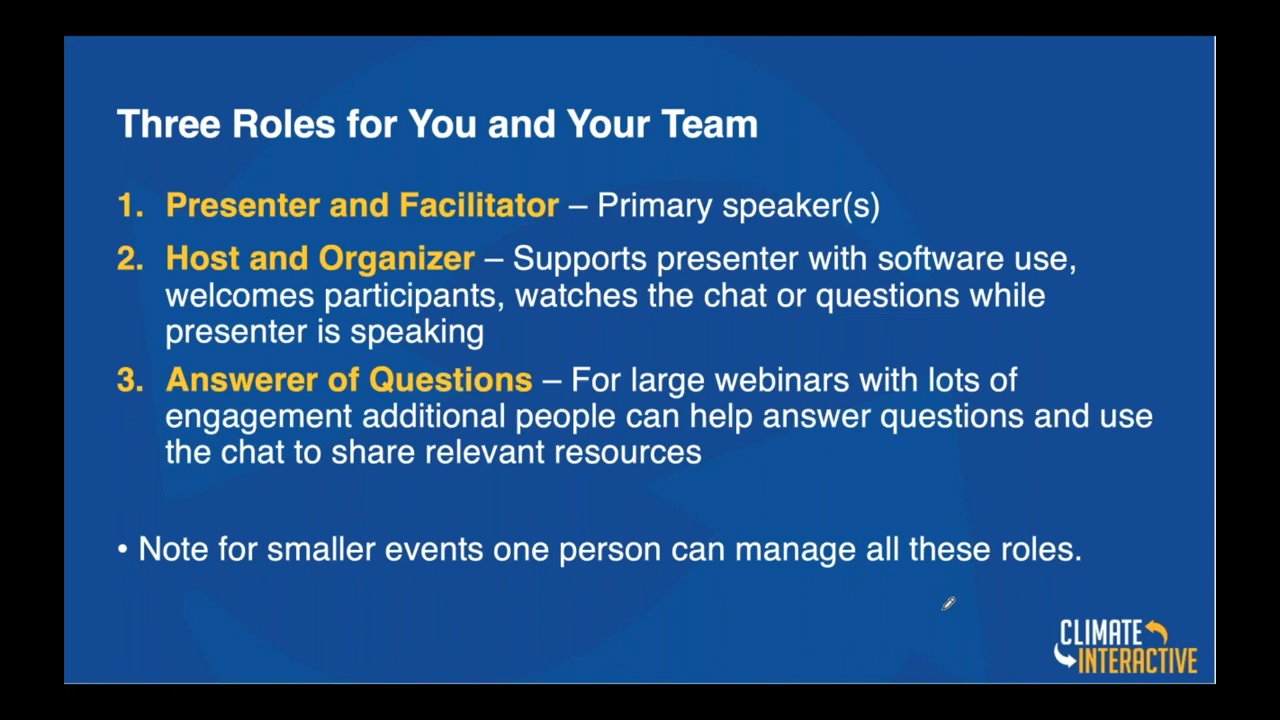 Three Roles for You and Your Team
1. Presenter and Facilitator – Primary speaker(s)
2. Host and Organizer – Supports presenter with software use,
welcomes participants, watches the chat or questions while
presenter is speaking
3. Answerer of Questions – For large webinars with lots of
engagement additional people can help answer questions and use
the chat to share relevant resources
• Note for smaller events one person can manage all these roles.
CLIMATE
INTERACTIVE